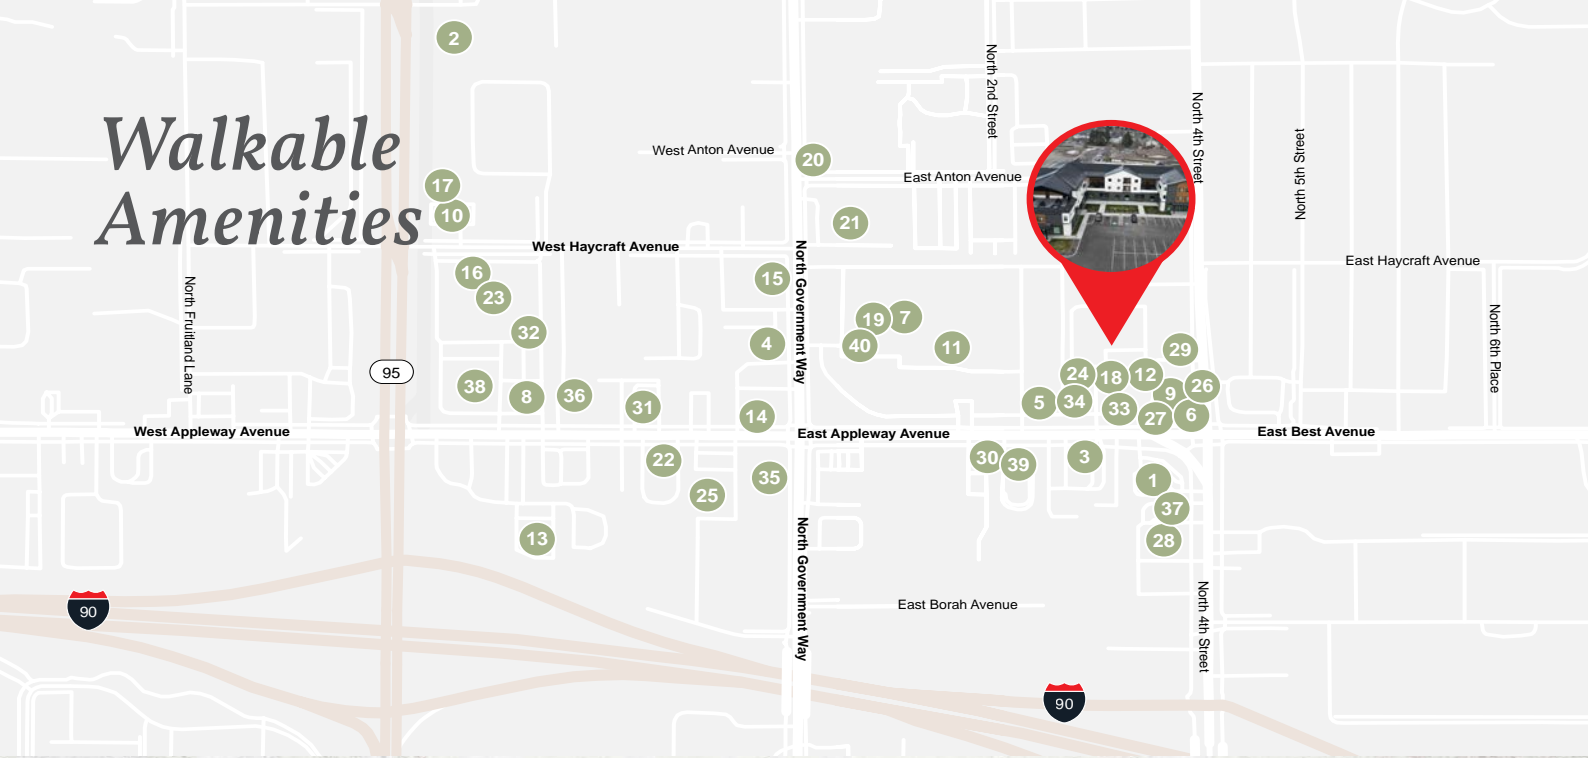 2
Walkable
Amenities
17
10
West Anton Avenue
20
East Anton Avenue
21
North 2nd Street
North 4th Street
North 5th Street
West Haycraft Avenue
East Haycraft Avenue
North Fruitland Lane
North Government Way
North 6th Place
16
23
15
32
4
19
7
40
11
29
95
38
8
36
31
14
24
18
12
26
9
5
34
33
27
6
West Appleway Avenue
East Appleway Avenue
East Best Avenue
22
25
35
30
39
3
1
37
28
13
North Government Way
North 4th Street
East Borah Avenue
90
90